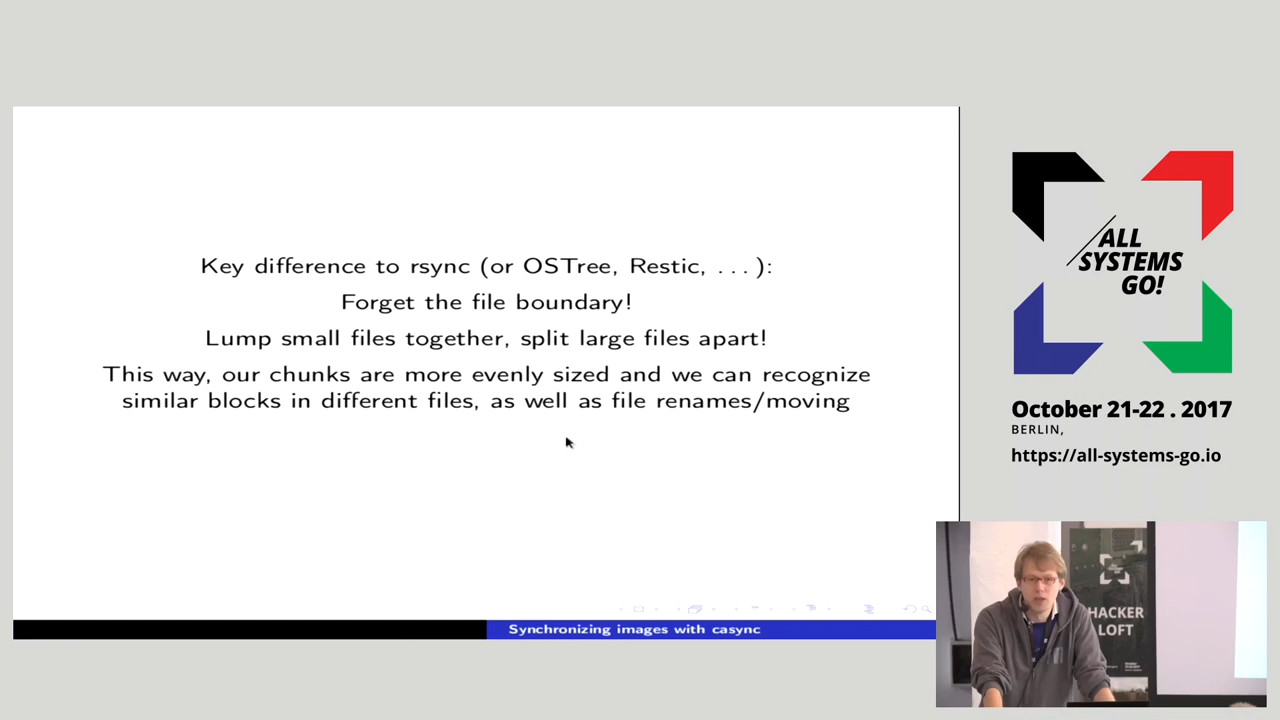 Key difference to rsync (or OSTree, Restic, ... ):
Forget the file boundary!
Lump small files together, split large files apart!
This way, our chunks are more evenly sized and we can recognize
similar blocks in different files, as well as file renames/moving
Synchronizing images with casync
ALL
SYSTEMS
GO!
October 21-22 . 2017
BERLIN,
https://all-systems-go.io
HACKER
LOFT